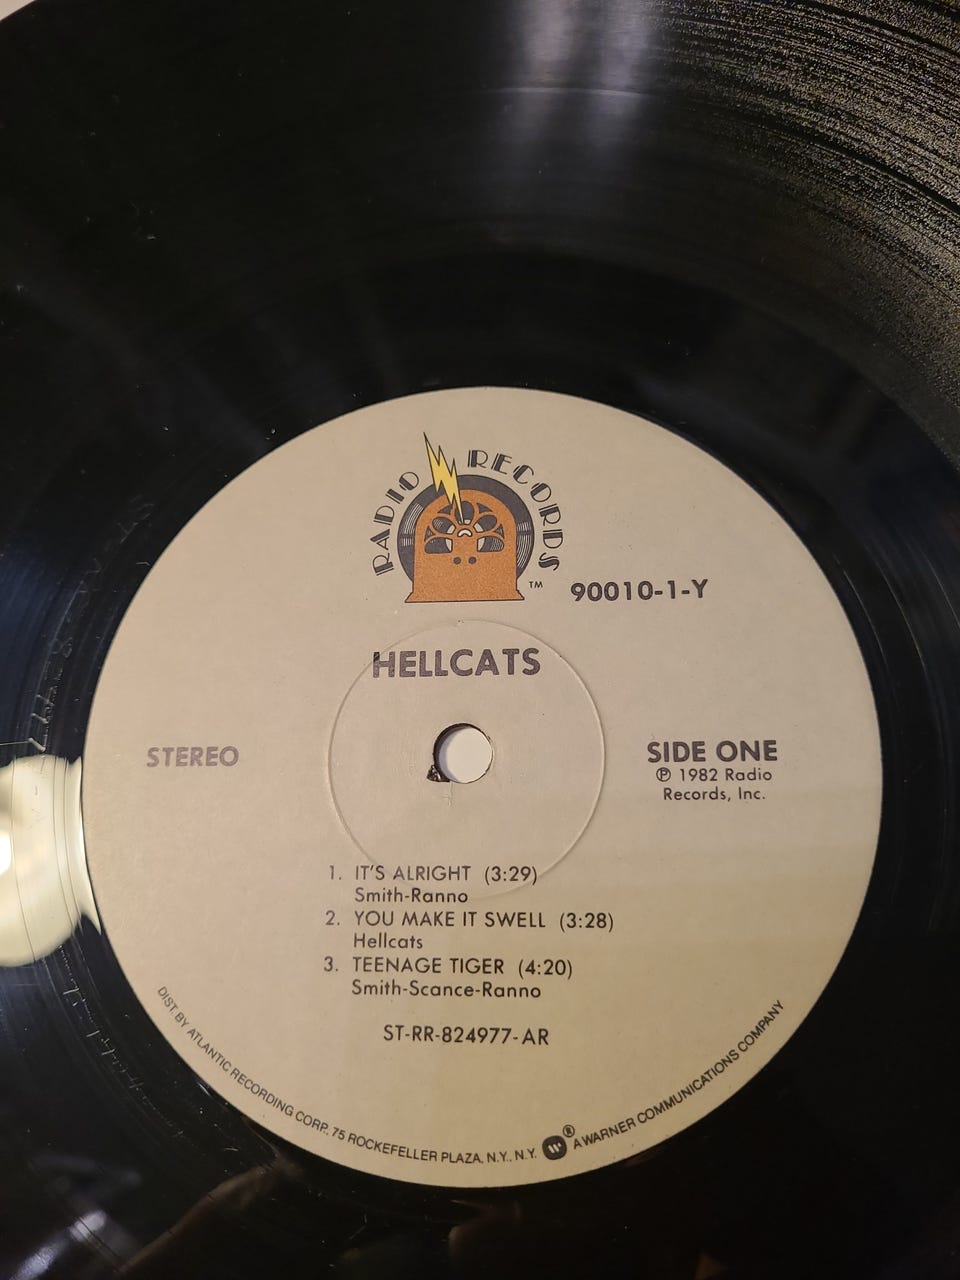 RADIO RECORDS
TM
90010-1-Y
HELLCATS
STEREO
SIDE ONE
℗ 1982 Radio
Records, Inc.
1. IT'S ALRIGHT (3:29)
Smith-Ranno
2. YOU MAKE IT SWELL (3:28)
Hellcats
3. TEENAGE TIGER (4:20)
Smith-Scance-Ranno
ST-RR-824977-AR
DIST. BY ATLANTIC RECORDING CORP. 75 ROCKEFELLER PLAZA, N.Y., N.Y. W ® A WARNER COMMUNICATIONS COMPANY